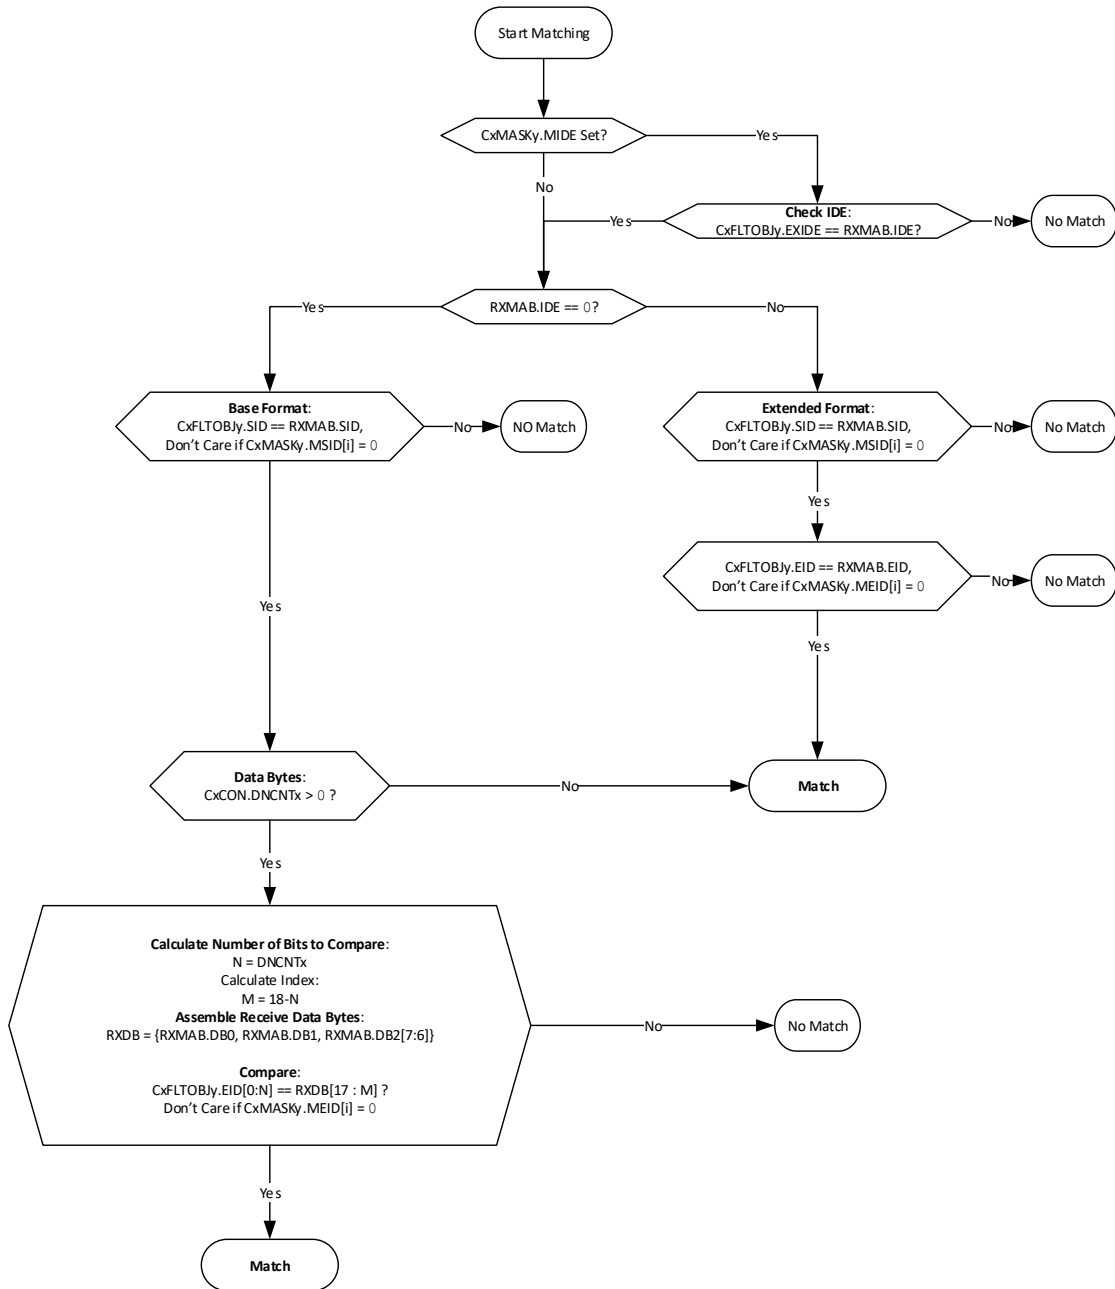 Start Matching
CxMASKy.MIDE Set?
Yes
No
Check IDE:
CxFLTOBJy.EXIDE == RXMAB.IDE?
Yes
No
No Match
RXMAB.IDE == 0?
Yes
No
Base Format:
CxFLTOBJy.SID == RXMAB.SID,
Don't Care if CxMASKy.MSID[i] = 0
No
NO Match
Extended Format:
CxFLTOBJy.SID == RXMAB.SID,
Don't Care if CxMASKy.MSID[i] = 0
No
No Match
Yes
CxFLTOBJy.EID == RXMAB.EID,
Don't Care if CxMASKy.MEID[i] = 0
No
No Match
Yes
Yes
Data Bytes:
CxCON.DNCNTx > 0 ?
No
Match
Yes
Calculate Number of Bits to Compare:
N = DNCNTx
Calculate Index:
M = 18-N
Assemble Receive Data Bytes:
RXDB = {RXMAB.DB0, RXMAB.DB1, RXMAB.DB2[7:6]}
Compare:
CxFLTOBJy.EID[0:N] == RXDB[17 : M] ?
Don't Care if CxMASKy.MEID[i] = 0
No
No Match
Yes
Match